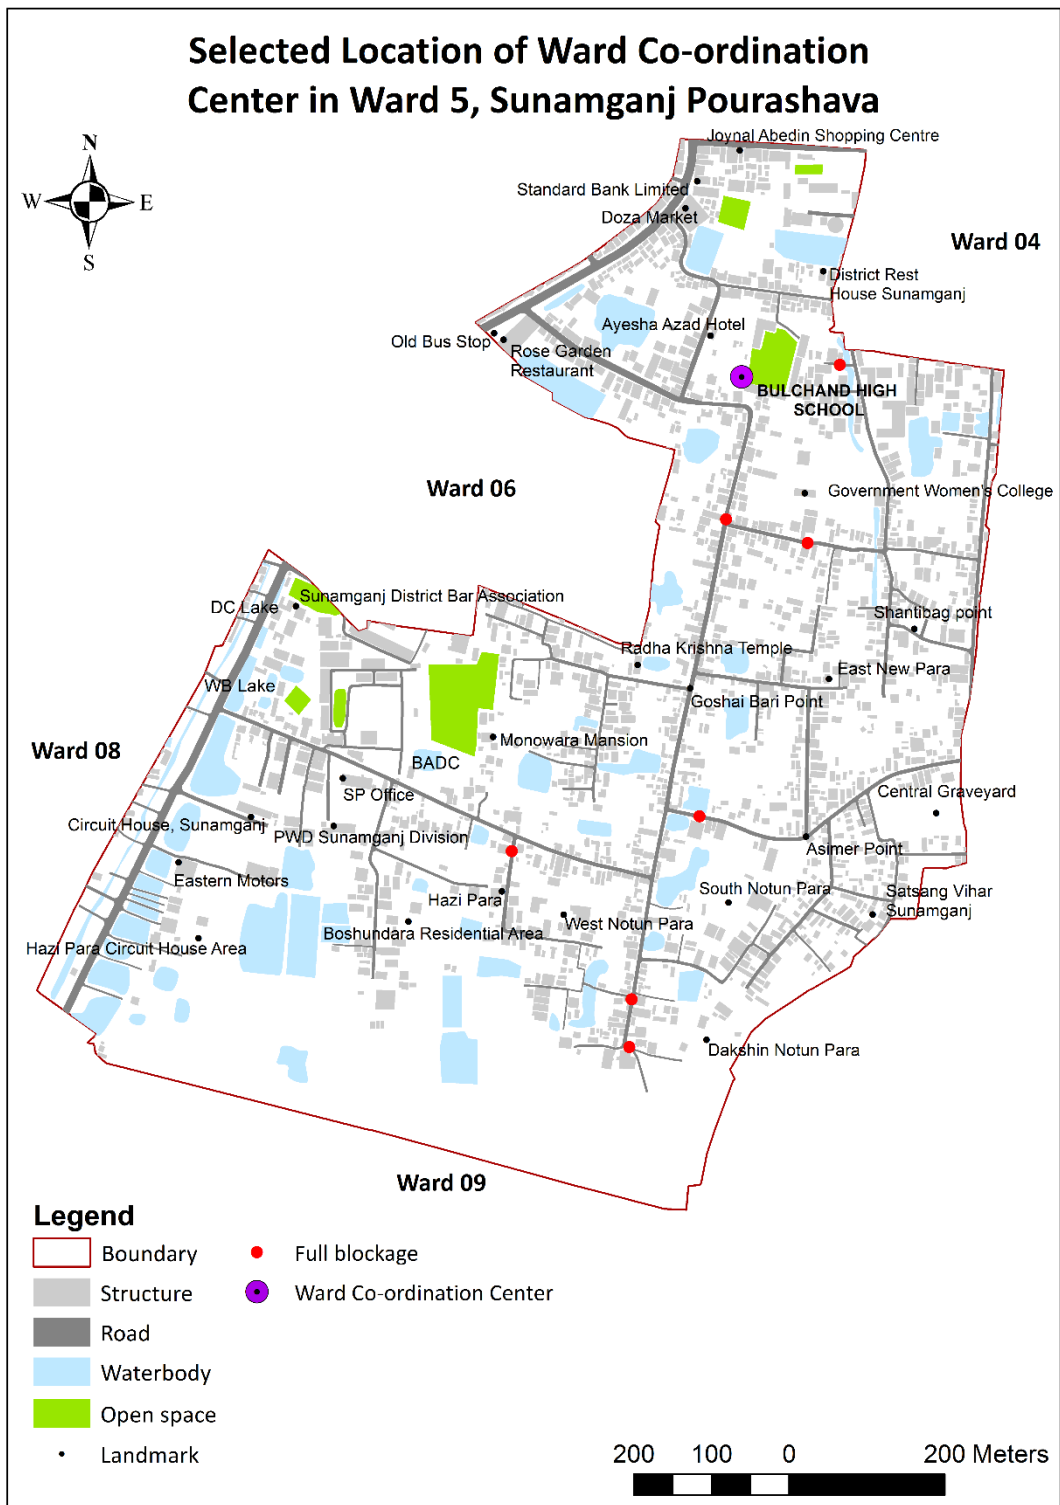 Selected Location of Ward Co-ordination
Center in Ward 5, Sunamganj Pourashava
N
W
E
S
Joynal Abedin Shopping Centre
Standard Bank Limited
Doza Market
Ward 04
District Rest
House Sunamganj
Ayesha Azad Hotel
Old Bus Stop
Rose Garden
Restaurant
BULCHAND HIGH
SCHOOL
Ward 06
Government Women's College
DC Lake
Sunamganj District Bar Association
Shantibag point
Radha Krishna Temple
East New Para
WB Lake
Goshai Bari Point
Ward 08
Monowara Mansion
BADC
SP Office
Central Graveyard
Circuit House, Sunamganj
PWD Sunamganj Division
Asimer Point
Eastern Motors
Hazi Para
South Notun Para
Satsang Vihar
Sunamganj
West Notun Para
Boshundara Residential Area
Hazi Para Circuit House Area
Dakshin Notun Para
Ward 09
Legend
Boundary
Full blockage
Structure
Ward Co-ordination Center
Road
Waterbody
Open space
Landmark
200 100 0 200 Meters